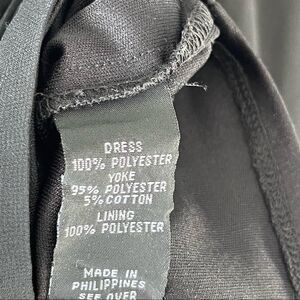 DRESS
100% POLYESTER
YOKE
95% POLYESTER
5% COTTON
LINING
100% POLYESTER
MADE IN
PHILIPPINES
SEE OVER